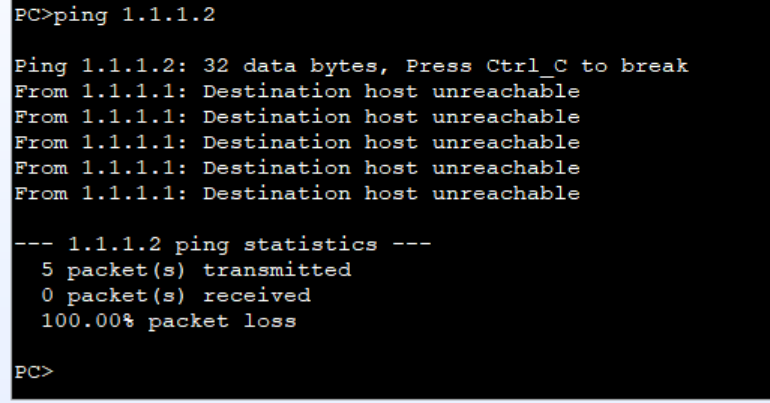 PC>ping 1.1.1.2
Ping 1.1.1.2: 32 data bytes, Press Ctrl_C to break
From 1.1.1.1: Destination host unreachable
From 1.1.1.1: Destination host unreachable
From 1.1.1.1: Destination host unreachable
From 1.1.1.1: Destination host unreachable
From 1.1.1.1: Destination host unreachable
--- 1.1.1.2 ping statistics ---
5 packet(s) transmitted
0 packet(s) received
100.00% packet loss
PC>